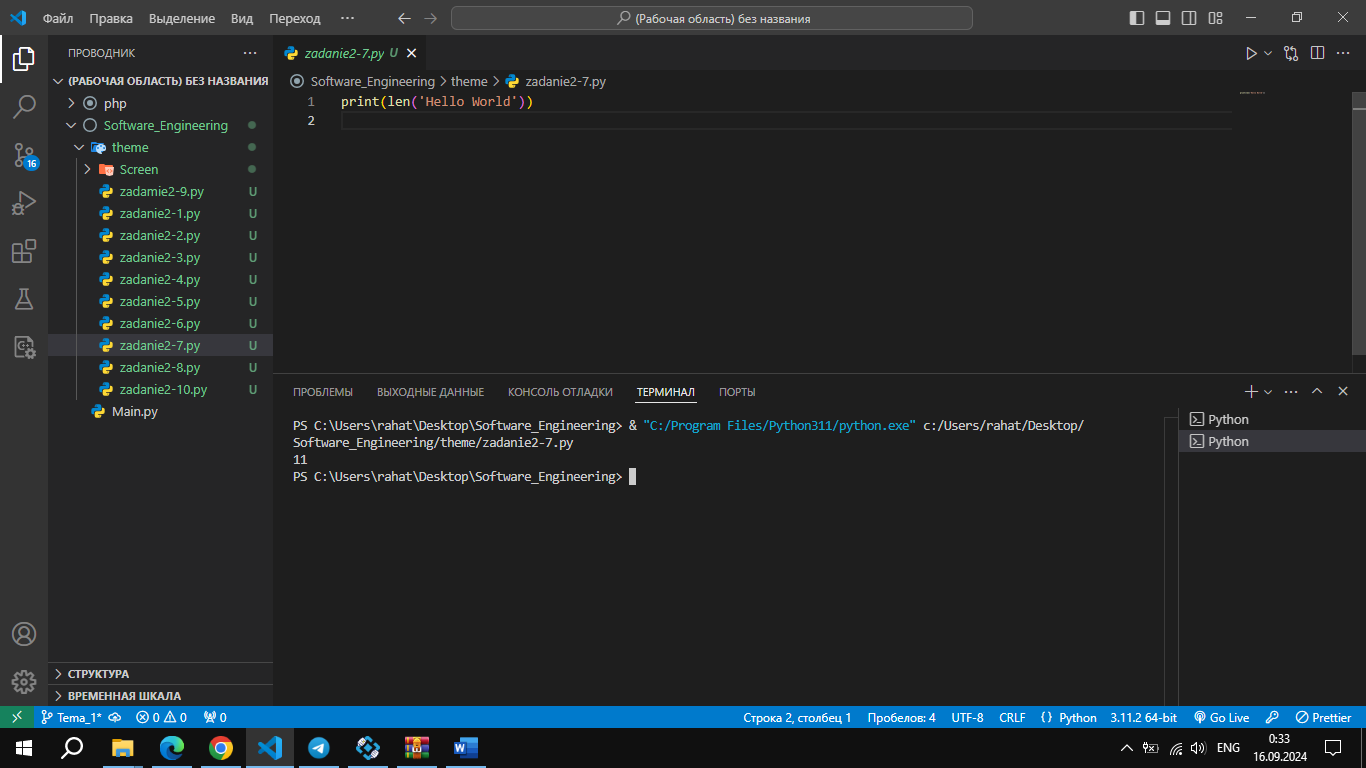 Файл Правка Выделение Вид Переход ···
(Рабочая область) без названия
ПРОВОДНИК ···
(РАБОЧАЯ ОБЛАСТЬ) БЕЗ НАЗВАНИЯ
php
Software_Engineering
theme
Screen
zadamie2-9.py U
zadanie2-1.py U
zadanie2-2.py U
zadanie2-3.py U
zadanie2-4.py U
zadanie2-5.py U
zadanie2-6.py U
zadanie2-7.py U
zadanie2-8.py U
zadanie2-10.py U
Main.py
СТРУКТУРА
ВРЕМЕННАЯ ШКАЛА
16
zadanie2-7.py U
Software_Engineering > theme > zadanie2-7.py
1 print(len('Hello World'))
2
ПРОБЛЕМЫ ВЫХОДНЫЕ ДАННЫЕ КОНСОЛЬ ОТЛАДКИ ТЕРМИНАЛ ПОРТЫ
PS C:\Users\rahat\Desktop\Software_Engineering> & "C:/Program Files/Python311/python.exe" c:/Users/rahat/Desktop/
Software_Engineering/theme/zadanie2-7.py
11
PS C:\Users\rahat\Desktop\Software_Engineering>
Python
Python
Tema_1* 0 0 0 Строка 2, столбец 1 Пробелов: 4 UTF-8 CRLF {} Python 3.11.2 64-bit Go Live Prettier
ENG
0:33
16.09.2024